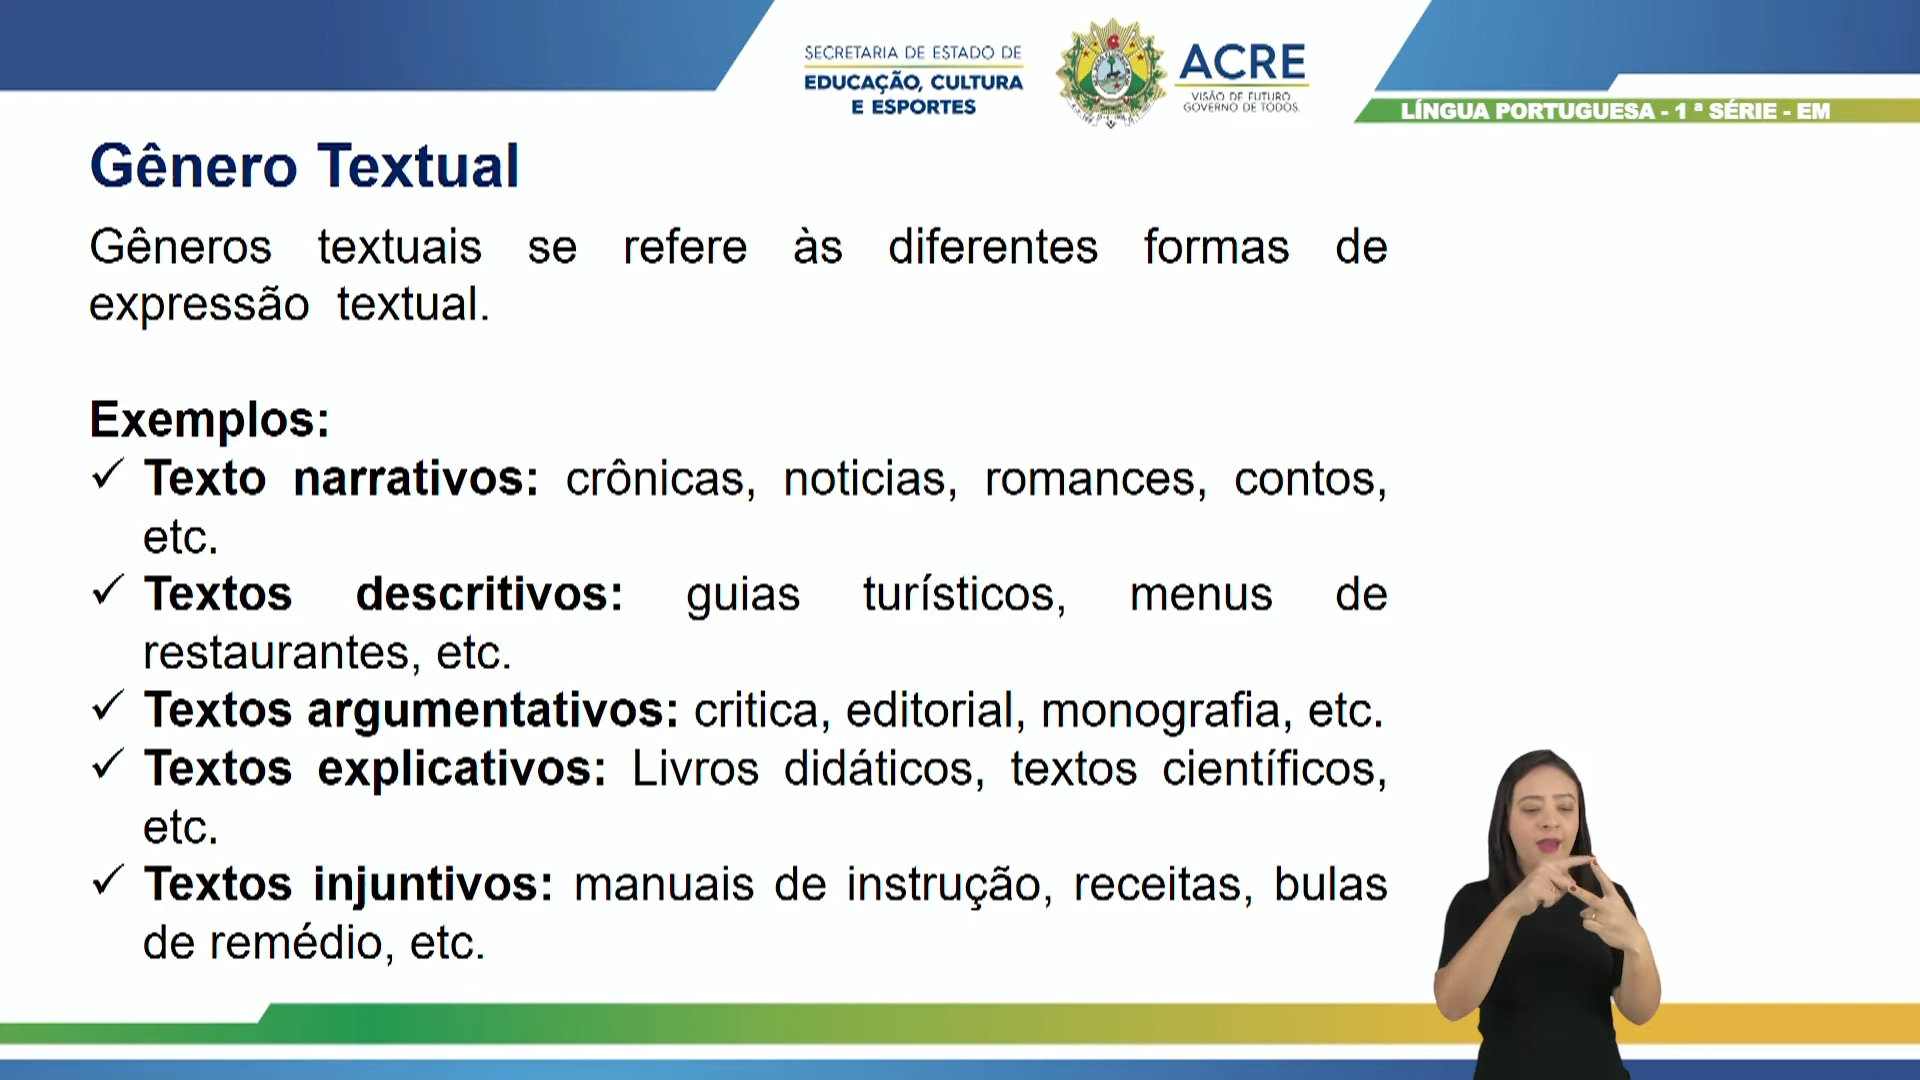 SECRETARIA DE ESTADO DE
EDUCAÇÃO, CULTURA
E ESPORTES
ACRE
VISÃO DE FUTURO
GOVERNO DE TODOS.
LÍNGUA PORTUGUESA - 1 ª SÉRIE - EM
Gênero Textual
Gêneros textuais se refere às diferentes formas de
expressão textual.
Exemplos:
✓ Texto narrativos: crônicas, noticias, romances, contos,
etc.
✓ Textos descritivos: guias turísticos, menus de
restaurantes, etc.
✓ Textos argumentativos: critica, editorial, monografia, etc.
✓ Textos explicativos: Livros didáticos, textos científicos,
etc.
✓ Textos injuntivos: manuais de instrução, receitas, bulas
de remédio, etc.